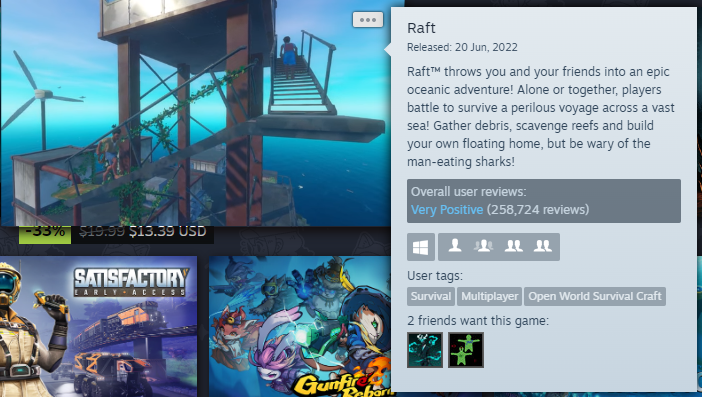 Raft
Released: 20 Jun, 2022
Raft™ throws you and your friends into an epic
oceanic adventure! Alone or together, players
battle to survive a perilous voyage across a vast
sea! Gather debris, scavenge reefs and build
your own floating home, but be wary of the
man-eating sharks!
Overall user reviews:
Very Positive (258,724 reviews)
User tags:
Survival Multiplayer Open World Survival Craft
2 friends want this game:
-33% $19.99 $13.39 USD
SATISFACTORY
EARLY-ACCESS
Gunfire
Reborn